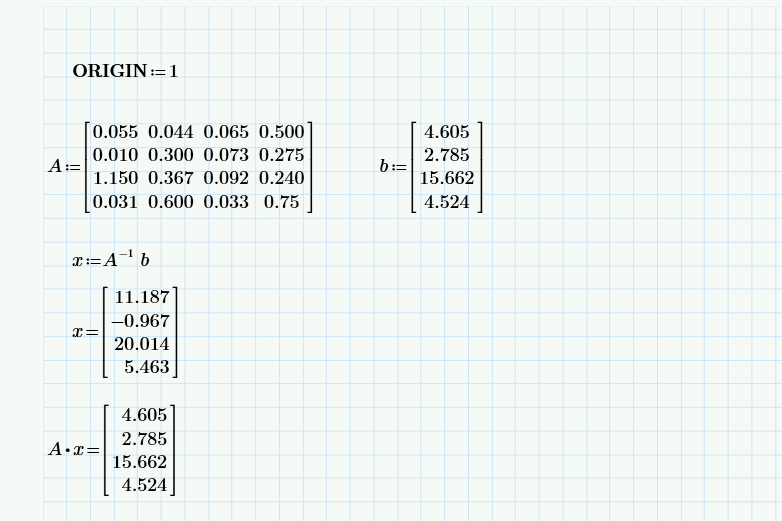 ORIGIN:=1
A:=[0.055 0.044 0.065 0.500 b:=[4.605
0.010 0.300 0.073 0.275 2.785
1.150 0.367 0.092 0.240 15.662
0.031 0.600 0.033 0.75] 4.524]
x:=A⁻¹ b
x=[11.187
−0.967
20.014
5.463]
A•x=[4.605
2.785
15.662
4.524]